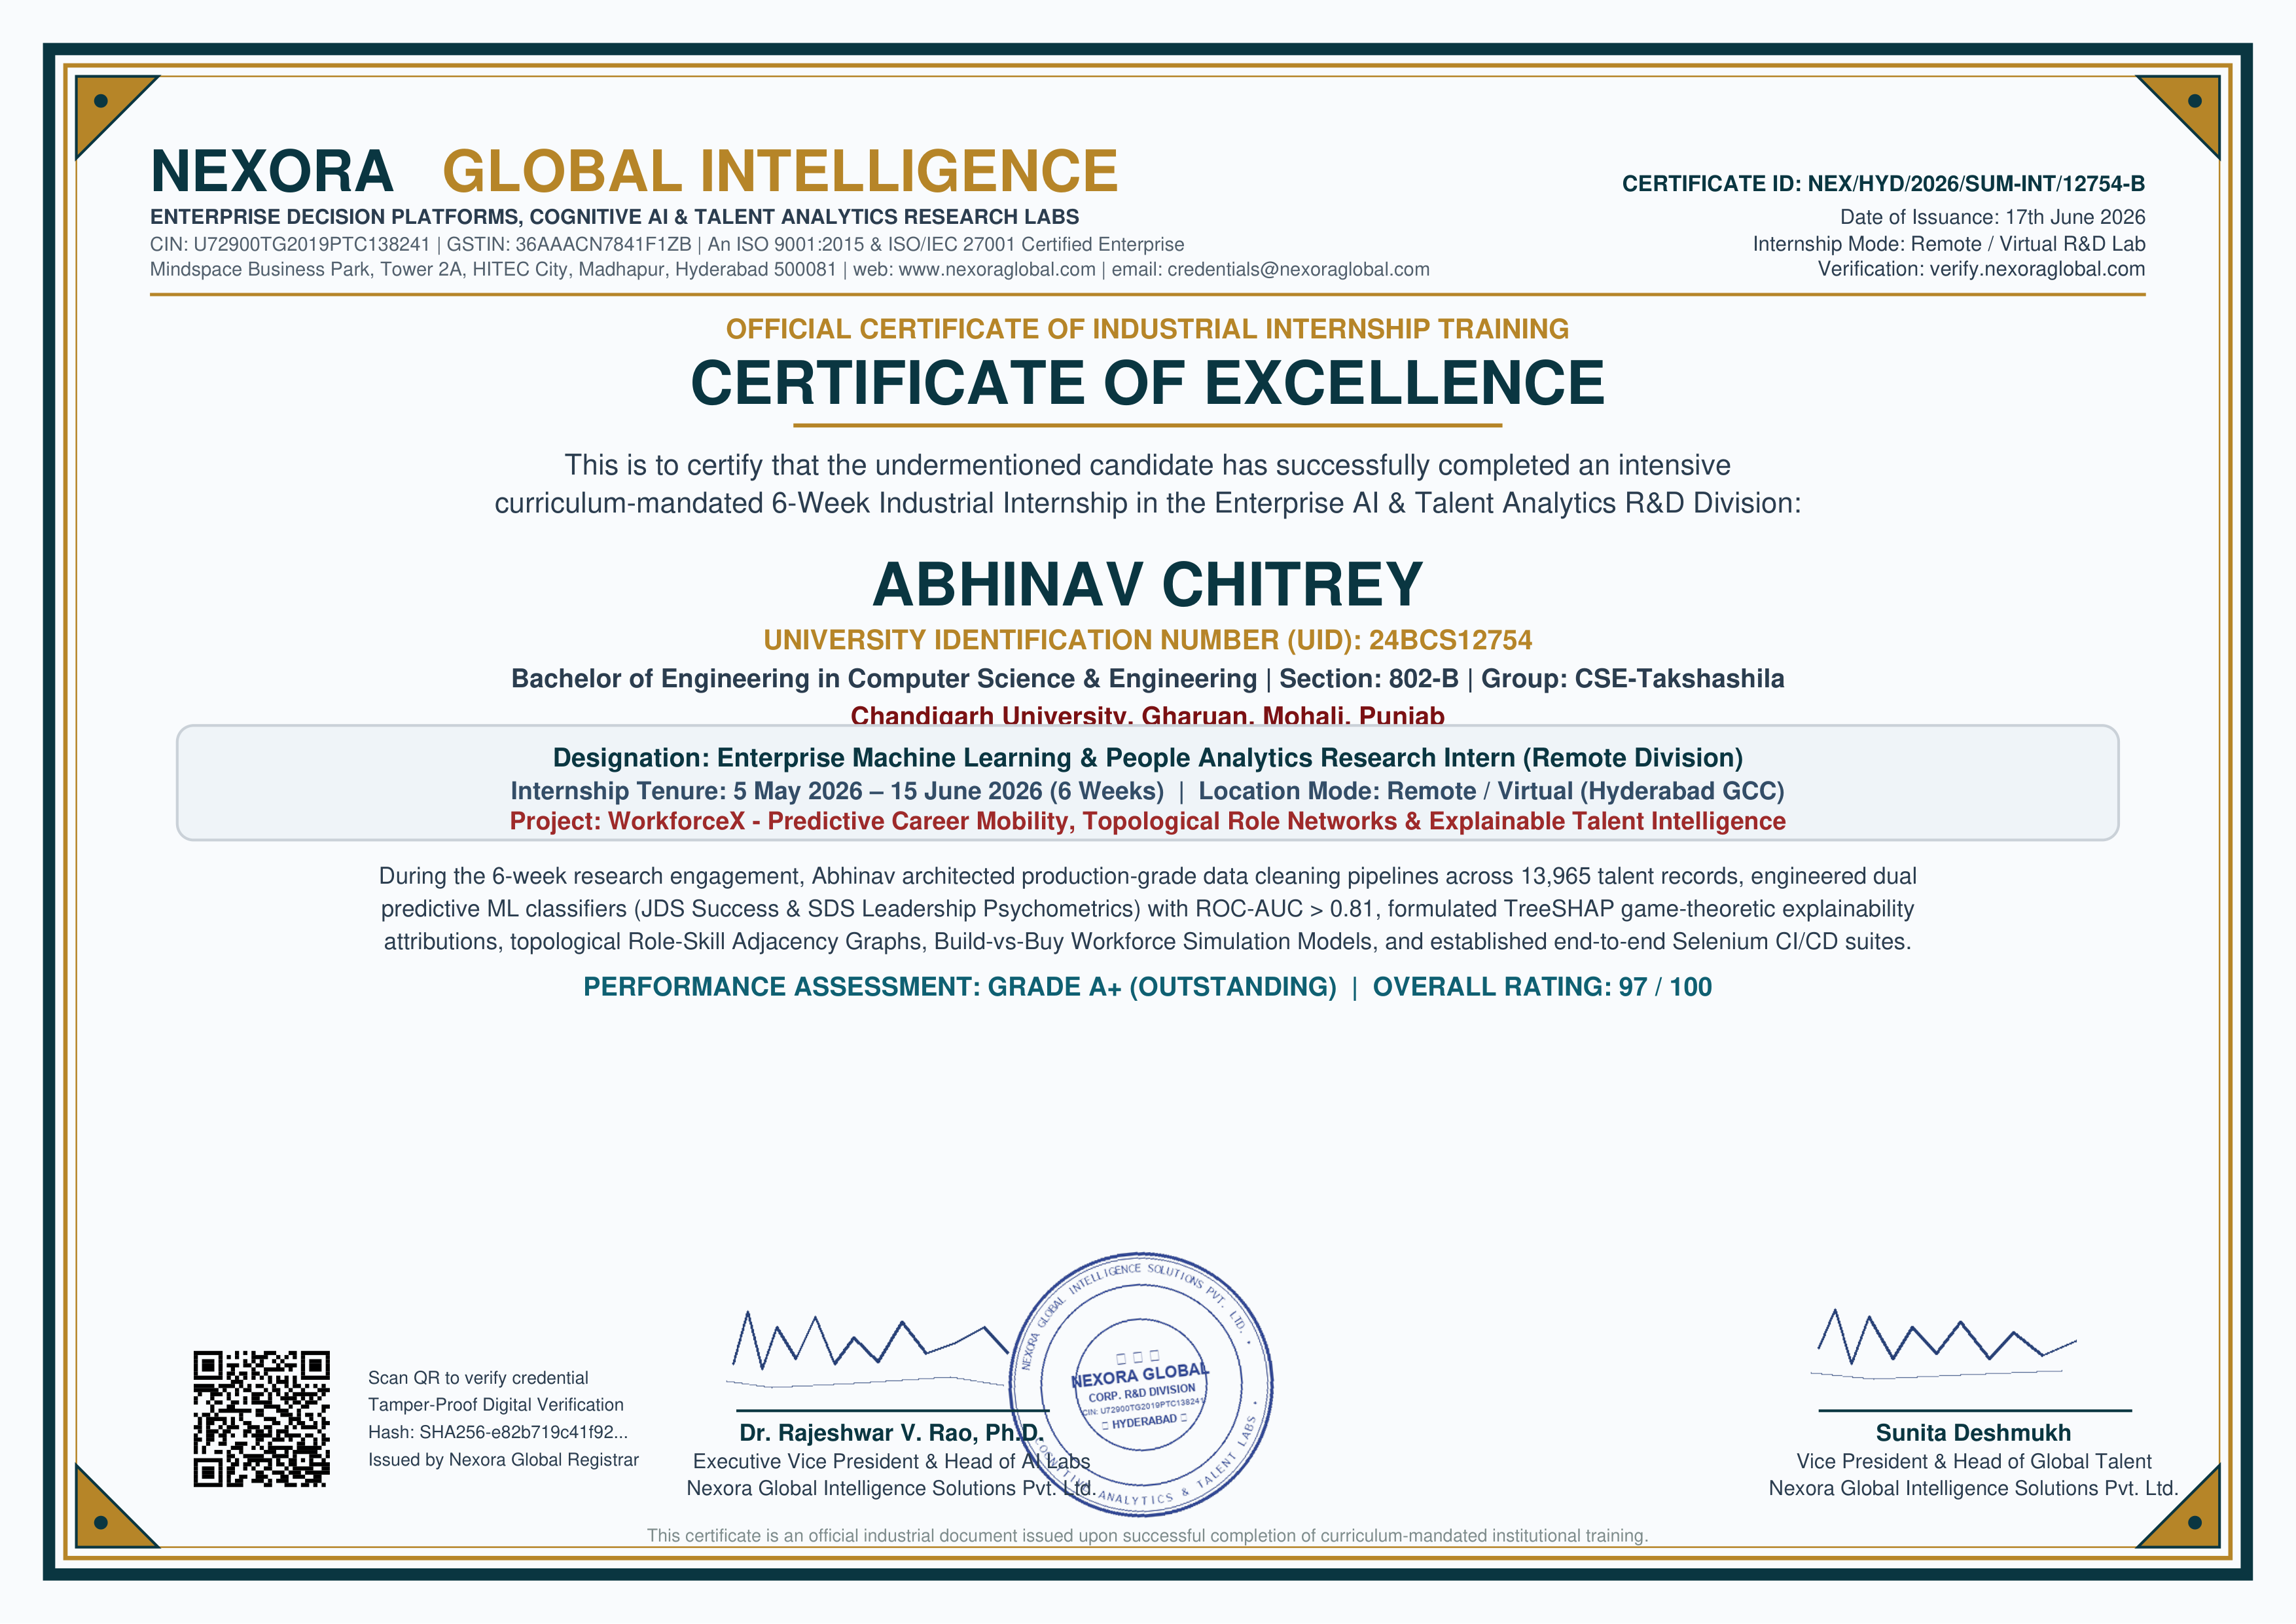 NEXORA GLOBAL INTELLIGENCE
ENTERPRISE DECISION PLATFORMS, COGNITIVE AI & TALENT ANALYTICS RESEARCH LABS
CIN: U72900TG2019PTC138241 | GSTIN: 36AAACN7841F1ZB | An ISO 9001:2015 & ISO/IEC 27001 Certified Enterprise
Mindspace Business Park, Tower 2A, HITEC City, Madhapur, Hyderabad 500081 | web: www.nexoraglobal.com | email: credentials@nexoraglobal.com
CERTIFICATE ID: NEX/HYD/2026/SUM-INT/12754-B
Date of Issuance: 17th June 2026
Internship Mode: Remote / Virtual R&D Lab
Verification: verify.nexoraglobal.com
OFFICIAL CERTIFICATE OF INDUSTRIAL INTERNSHIP TRAINING
CERTIFICATE OF EXCELLENCE
This is to certify that the undermentioned candidate has successfully completed an intensive
curriculum-mandated 6-Week Industrial Internship in the Enterprise AI & Talent Analytics R&D Division:
ABHINAV CHITREY
UNIVERSITY IDENTIFICATION NUMBER (UID): 24BCS12754
Bachelor of Engineering in Computer Science & Engineering | Section: 802-B | Group: CSE-Takshashila
Chandigarh University, Gharuan, Mohali, Punjab
Designation: Enterprise Machine Learning & People Analytics Research Intern (Remote Division)
Internship Tenure: 5 May 2026 – 15 June 2026 (6 Weeks) | Location Mode: Remote / Virtual (Hyderabad GCC)
Project: WorkforceX - Predictive Career Mobility, Topological Role Networks & Explainable Talent Intelligence
During the 6-week research engagement, Abhinav architected production-grade data cleaning pipelines across 13,965 talent records, engineered dual
predictive ML classifiers (JDS Success & SDS Leadership Psychometrics) with ROC-AUC > 0.81, formulated TreeSHAP game-theoretic explainability
attributions, topological Role-Skill Adjacency Graphs, Build-vs-Buy Workforce Simulation Models, and established end-to-end Selenium CI/CD suites.
PERFORMANCE ASSESSMENT: GRADE A+ (OUTSTANDING) | OVERALL RATING: 97 / 100
Scan QR to verify credential
Tamper-Proof Digital Verification
Hash: SHA256-e82b719c41f92...
Issued by Nexora Global Registrar
Dr. Rajeshwar V. Rao, Ph.D.
Executive Vice President & Head of AI Labs
Nexora Global Intelligence Solutions Pvt. Ltd.
NEXORA GLOBAL INTELLIGENCE SOLUTIONS PVT. LTD. •
NEXORA GLOBAL
CORP. R&D DIVISION
CIN: U72900TG2019PTC138241
HYDERABAD
COGNITIVE ANALYTICS & TALENT LABS •
Sunita Deshmukh
Vice President & Head of Global Talent
Nexora Global Intelligence Solutions Pvt. Ltd.
This certificate is an official industrial document issued upon successful completion of curriculum-mandated institutional training.